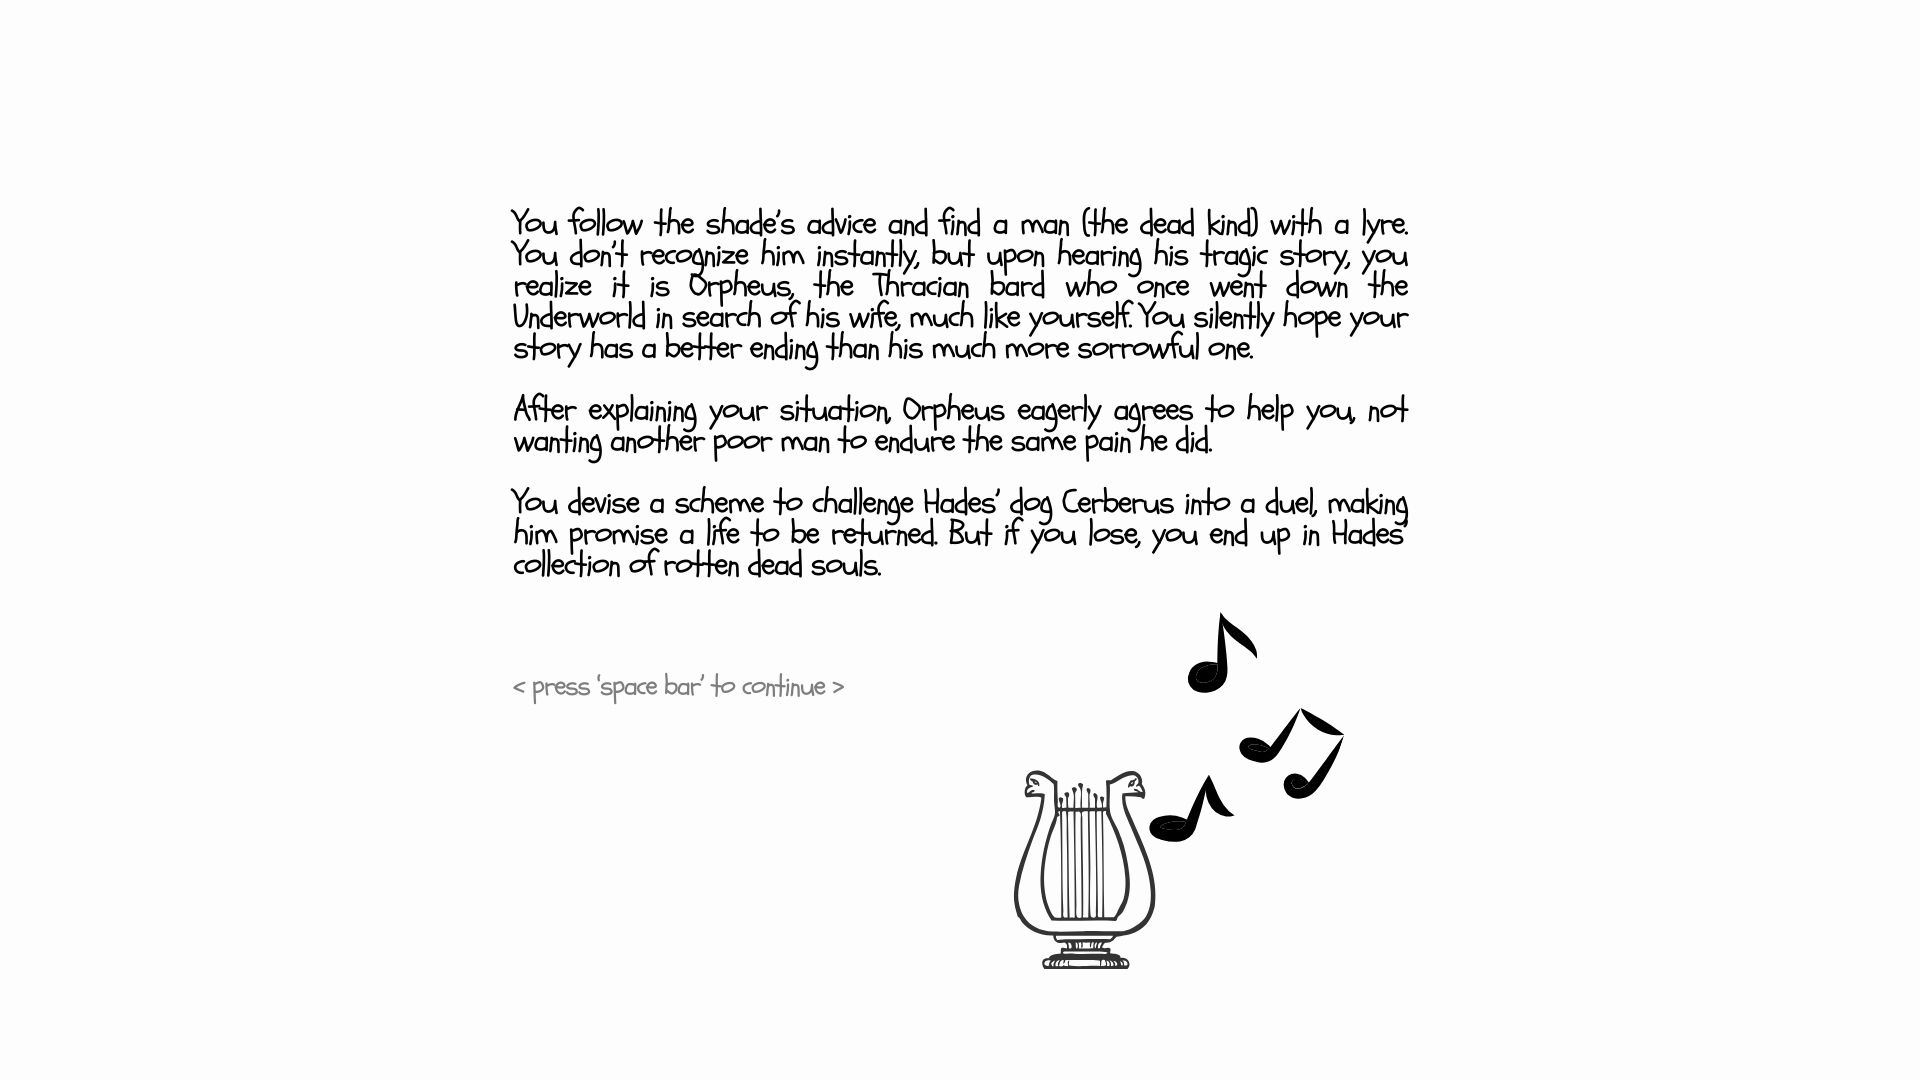 You follow the shade's advice and find a man (the dead kind) with a lyre.
You don't recognize him instantly, but upon hearing his tragic story, you
realize it is Orpheus, the Thracian bard who once went down the
Underworld in search of his wife, much like yourself. You silently hope your
story has a better ending than his much more sorrowful one.
After explaining your situation, Orpheus eagerly agrees to help you, not
wanting another poor man to endure the same pain he did.
You devise a scheme to challenge Hades' dog Cerberus into a duel, making
him promise a life to be returned. But if you lose, you end up in Hades'
collection of rotten dead souls.
< press 'space bar' to continue >